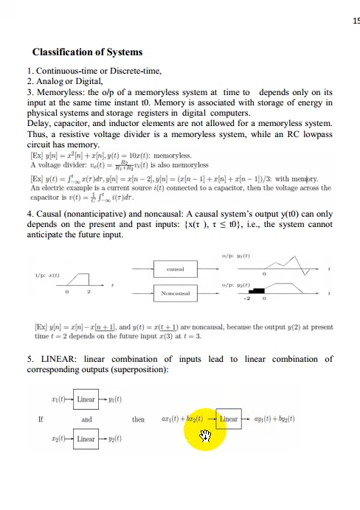 15
Classification of Systems
1. Continuous-time or Discrete-time,
2. Analog or Digital,
3. Memoryless: the o/p of a memoryless system at time to depends only on its
input at the same time instant t0. Memory is associated with storage of energy in
physical systems and storage registers in digital computers.
Delay, capacitor, and inductor elements are not allowed for a memoryless system.
Thus, a resistive voltage divider is a memoryless system, while an RC lowpass
circuit has memory.
[Ex] y[n] = x²[n] + x[n], y(t) = 10x(t): memoryless.
A voltage divider: vₒ(t) = R₂/(R₁+R₂) vᵢ(t) is also memoryless
[Ex] y(t) = ∫ x(τ)dτ, y[n] = x[n − 2], y[n] = (x[n − 1] + x[n] + x[n − 1])/3: with memory.
An electric example is a current source i(t) connected to a capacitor, then the voltage across the
capacitor is v(t) = 1/C ∫ i(τ)dτ.
4. Causal (nonanticipative) and noncausal: A causal system's output y(t0) can only
depends on the present and past inputs: {x(τ ), τ ≤ t0}, i.e., the system cannot
anticipate the future input.
o/p: y₁(t)
causal
t
i/p: x(t)
0
t
0 2
o/p: y₂(t)
Noncausal
t
-2 0
[Ex] y[n] = x[n] − x[n + 1], and y(t) = x(t + 1) are noncausal, because the output y(2) at present
time t = 2 depends on the future input x(3) at t = 3.
5. LINEAR: linear combination of inputs lead to linear combination of
corresponding outputs (superposition):
x₁(t) Linear y₁(t)
If and then ax₁(t) + bx₂(t) Linear ay₁(t) + by₂(t)
x₂(t) Linear y₂(t)